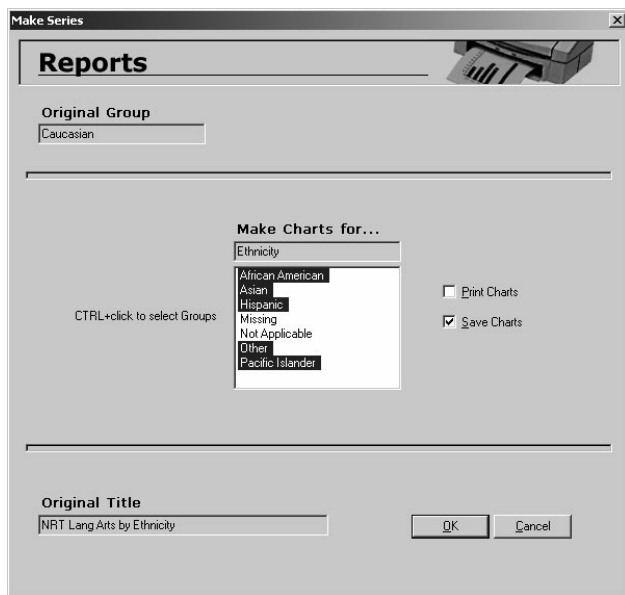 Make Series
Reports
Original Group
Caucasian
Make Charts for...
Ethnicity
African American
Asian
Hispanic
Missing
Not Applicable
Other
Pacific Islander
CTRL+click to select Groups
Print Charts
Save Charts
Original Title
NRT Lang Arts by Ethnicity
OK
Cancel